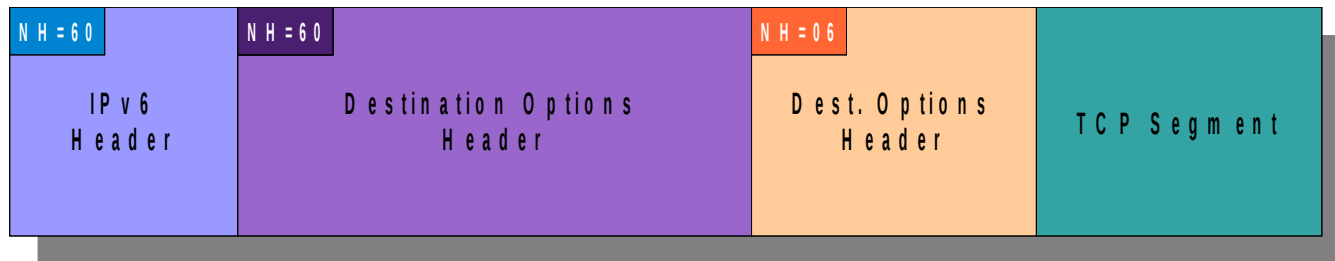 NH=60
IPv6
Header
NH=60
Destination Options
Header
NH=06
Dest. Options
Header
TCP Segment